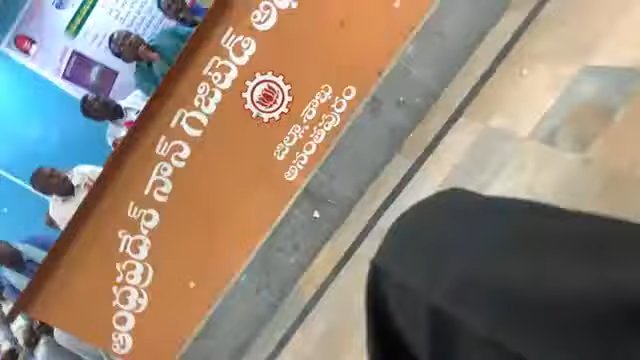 ఆంధ్రప్రదేశ్ నాన్ గెజిటెడ్
జిల్లా శాఖ
అనంతపురం